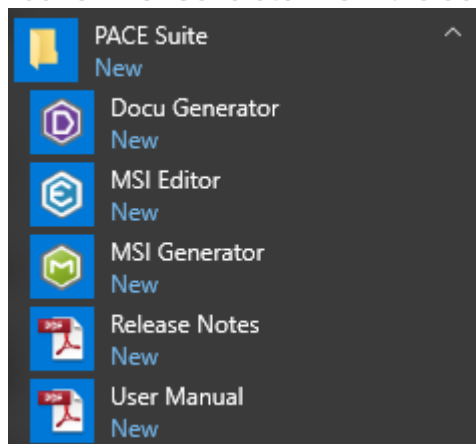 PACE Suite
New
Docu Generator
New
MSI Editor
New
MSI Generator
New
Release Notes
New
User Manual
New